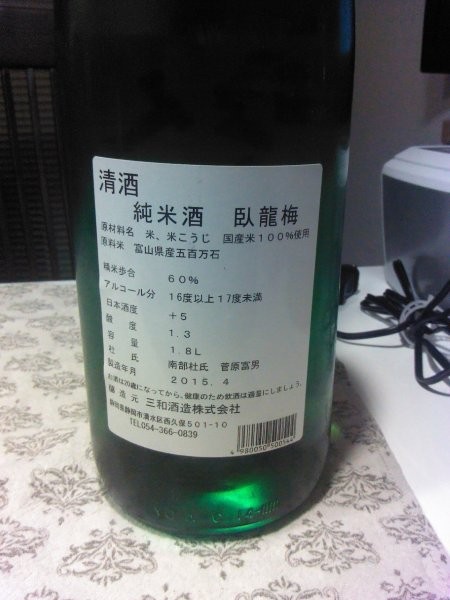 清酒
純米酒 臥龍梅
原材料名 米、米こうじ 国産米１００％使用
原料米 富山県産五百万石
精米歩合 ６０％
アルコール分 １６度以上１７度未満
日本酒度 ＋５
酸度 １.３
容量 １.８Ｌ
杜氏 南部杜氏 菅原富男
製造年月 ２０１５.４
お酒は20歳になってから。健康のため飲酒は適量にしましょう。
醸造元 三和酒造株式会社
静岡県静岡市清水区西久保５０１-１０
TEL054-366-0839
4 980050 500544